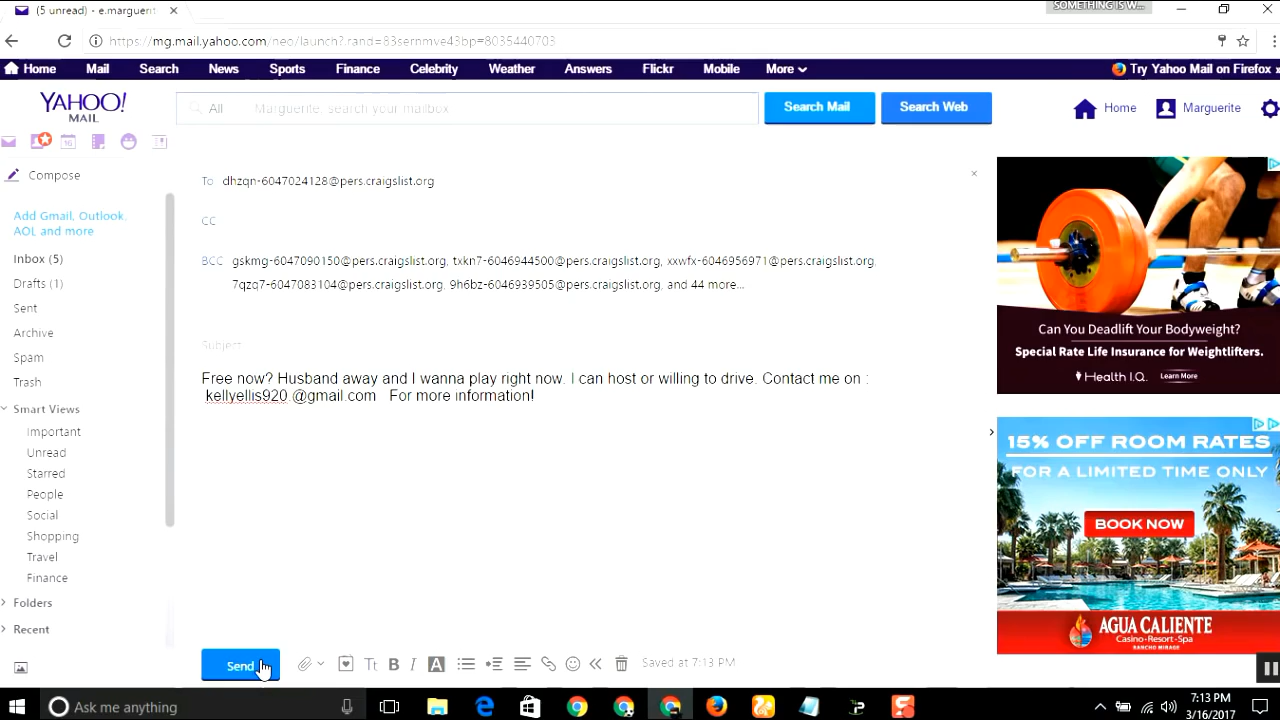 (5 unread) - e.marguerit
SOMETHING IS W...
https://mg.mail.yahoo.com/neo/launch?.rand=83sernmve43bp=8035440703
Home Mail Search News Sports Finance Celebrity Weather Answers Flickr Mobile More Try Yahoo Mail on Firefox
YAHOO!
MAIL
All Marguerite, search your mailbox Search Mail Search Web Home Marguerite
16
Compose
Add Gmail, Outlook,
AOL and more
Inbox (5)
Drafts (1)
Sent
Archive
Spam
Trash
Smart Views
Important
Unread
Starred
People
Social
Shopping
Travel
Finance
Folders
Recent
To dhzqn-6047024128@pers.craigslist.org
CC
BCC gskmg-6047090150@pers.craigslist.org, txkn7-6046944500@pers.craigslist.org, xxwfx-6046956971@pers.craigslist.org,
7qzq7-6047083104@pers.craigslist.org, 9h6bz-6046939505@pers.craigslist.org, and 44 more...
Subject
Free now? Husband away and I wanna play right now. I can host or willing to drive. Contact me on :
kellyellis920.@gmail.com For more information!
Send Tt B I A Saved at 7:13 PM
Can You Deadlift Your Bodyweight?
Special Rate Life Insurance for Weightlifters.
Health I.Q. Learn More
15% OFF ROOM RATES
FOR A LIMITED TIME ONLY
BOOK NOW
AGUA CALIENTE
Casino•Resort•Spa
RANCHO MIRAGE
Ask me anything
7:13 PM
3/16/2017